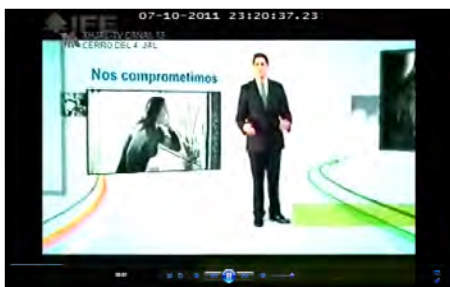 07-10-2011 23:20:37.23
IFE
XHJAL-TV CANAL 13
CERRO DEL 4 JAL
Nos comprometimos